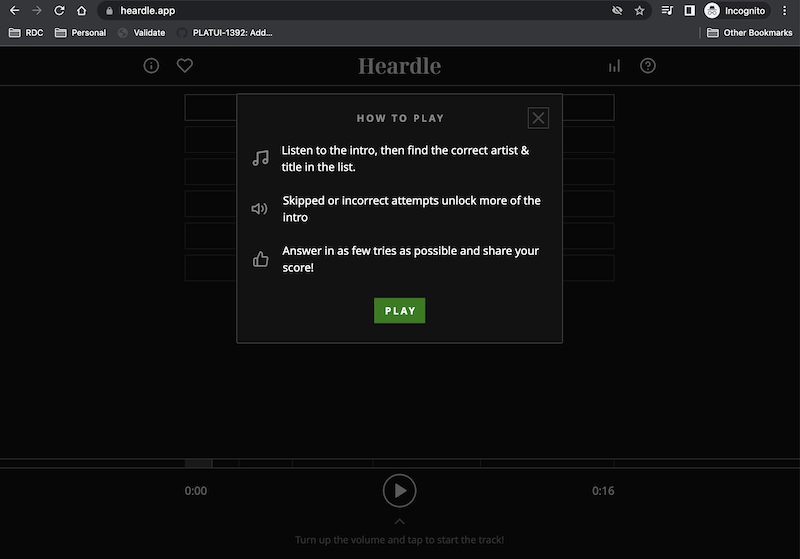 heardle.app
Incognito
RDC
Personal
Validate
PLATUI-1392: Add...
Other Bookmarks
Heardle
HOW TO PLAY
Listen to the intro, then find the correct artist &
title in the list.
Skipped or incorrect attempts unlock more of the
intro
Answer in as few tries as possible and share your
score!
PLAY
0:00
0:16
Turn up the volume and tap to start the track!